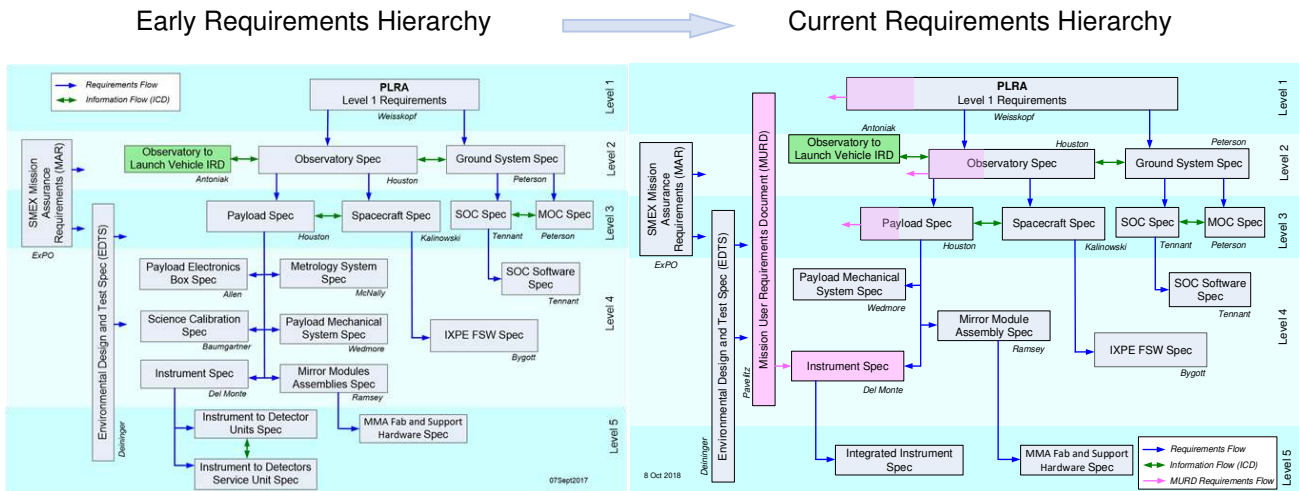 Early Requirements Hierarchy
Current Requirements Hierarchy
Requirements Flow
Information Flow (ICD)
PLRA
Level 1 Requirements
Weisskopf
Level 1
Observatory to
Launch Vehicle IRD
Antoniak
Observatory Spec
Houston
Ground System Spec
Peterson
Level 2
SMEX Mission
Assurance
Requirements (MAR)
ExPO
Environmental Design and Test Spec (EDTS)
Deininger
Payload Spec
Houston
Spacecraft Spec
Kalinowski
SOC Spec
Tennant
MOC Spec
Peterson
Level 3
Payload Electronics
Box Spec
Allen
Metrology System
Spec
McNally
SOC Software
Spec
Tennant
Science Calibration
Spec
Baumgartner
Payload Mechanical
System Spec
Wedmore
IXPE FSW Spec
Bygott
Level 4
Instrument Spec
Del Monte
Mirror Modules
Assemblies Spec
Ramsey
Instrument to Detector
Units Spec
MMA Fab and Support
Hardware Spec
Instrument to Detectors
Service Unit Spec
Level 5
07Sept2017
PLRA
Level 1 Requirements
Weisskopf
Level 1
Antoniak
Observatory to
Launch Vehicle IRD
Houston
Observatory Spec
Peterson
Ground System Spec
Level 2
SMEX Mission
Assurance
Requirements (MAR)
ExPO
Environmental Design and Test Spec (EDTS)
Deininger
Mission User Requirements Document (MURD)
Pavelitz
Payload Spec
Houston
Spacecraft Spec
Kalinowski
SOC Spec
Tennant
MOC Spec
Peterson
Level 3
Payload Mechanical
System Spec
Wedmore
SOC Software
Spec
Tennant
Mirror Module
Assembly Spec
Ramsey
IXPE FSW Spec
Bygott
Level 4
Instrument Spec
Del Monte
Integrated Instrument
Spec
MMA Fab and Support
Hardware Spec
Level 5
8 Oct 2018
Requirements Flow
Information Flow (ICD)
MURD Requirements Flow